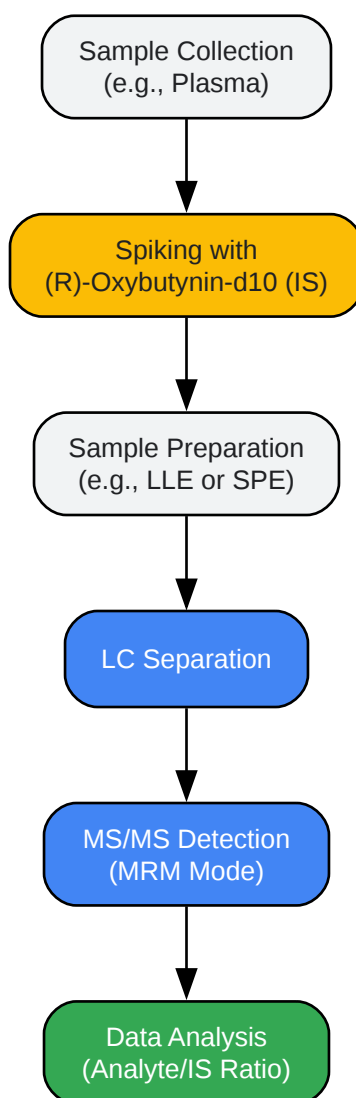 Sample Collection
(e.g., Plasma)
Spiking with
(R)-Oxybutynin-d10 (IS)
Sample Preparation
(e.g., LLE or SPE)
LC Separation
MS/MS Detection
(MRM Mode)
Data Analysis
(Analyte/IS Ratio)